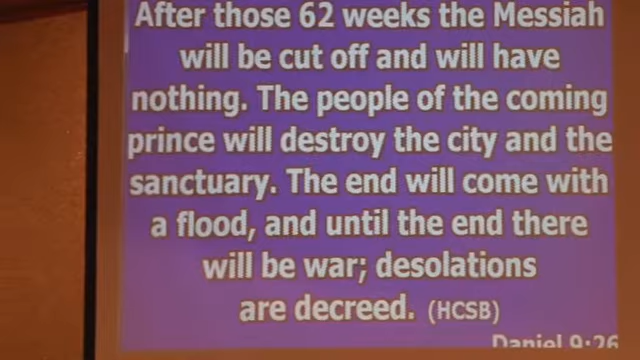 After those 62 weeks the Messiah
will be cut off and will have
nothing. The people of the coming
prince will destroy the city and the
sanctuary. The end will come with
a flood, and until the end there
will be war; desolations
are decreed. (HCSB)
Daniel 9:26